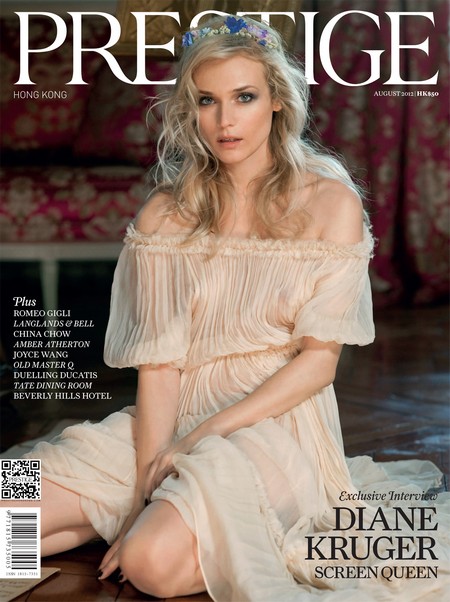 PRESTIGE
HONG KONG
AUGUST 2012 | HK$50
Plus
ROMEO GIGLI
LANGLANDS & BELL
CHINA CHOW
AMBER ATHERTON
JOYCE WANG
OLD MASTER Q
DUELLING DUCATIS
TATE DINING ROOM
BEVERLY HILLS HOTEL
PRESTIGE
Exclusive Interview
DIANE
KRUGER
SCREEN QUEEN